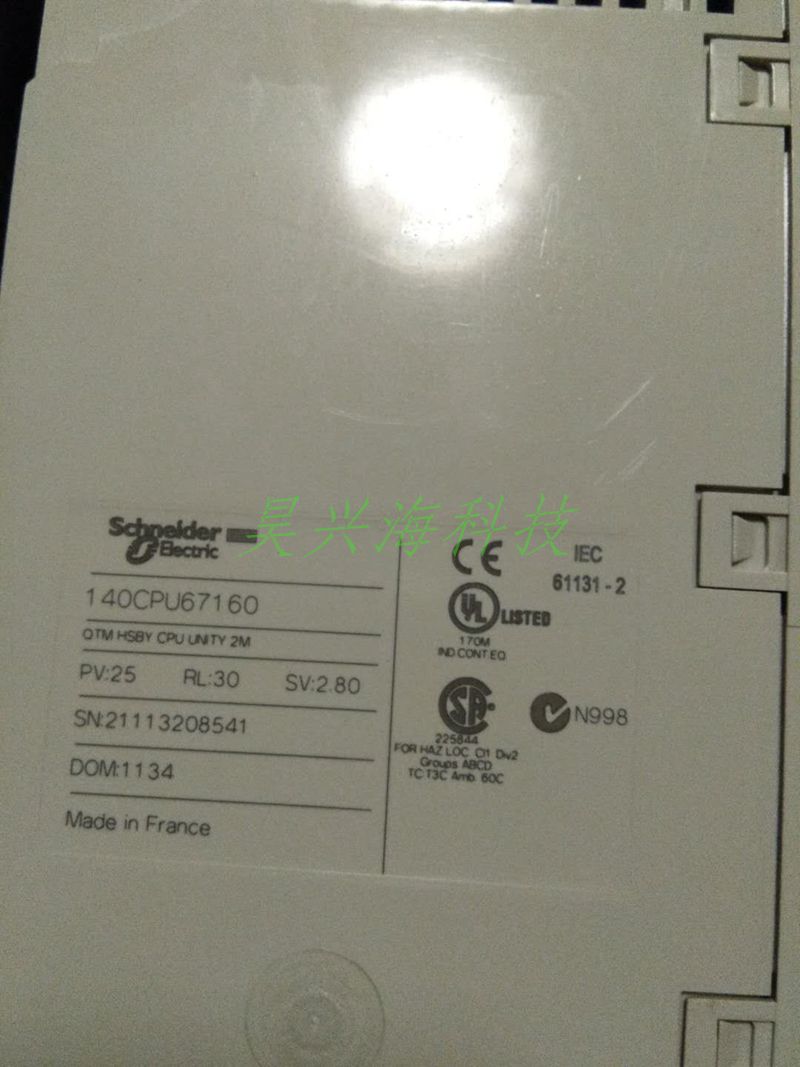 Schneider
Electric
昊兴海科技
140CPU67160
QTM HSBY CPU UNITY 2M
PV:25 RL:30 SV:2.80
SN:21113208541
DOM:1134
Made in France
CE
IEC
61131-2
UL LISTED
170M
IND CONT EQ
SA
N998
225844
FOR HAZ LOC Cl1 Div2
Groups ABCD
TC T3C Amb. 60C